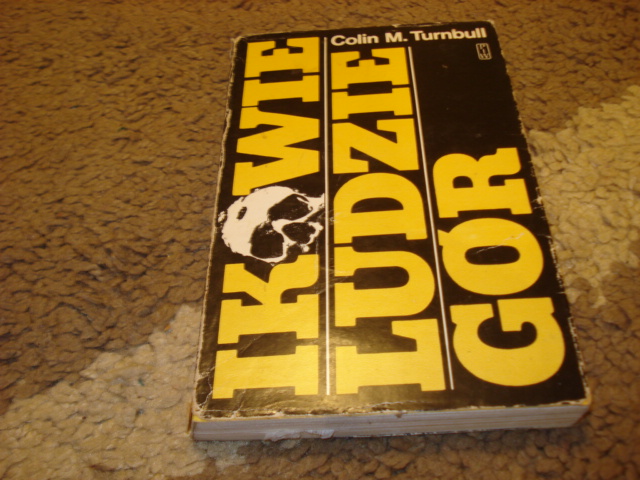 Colin M. Turnbull
IKOWIE
LUDZIE
GÓR